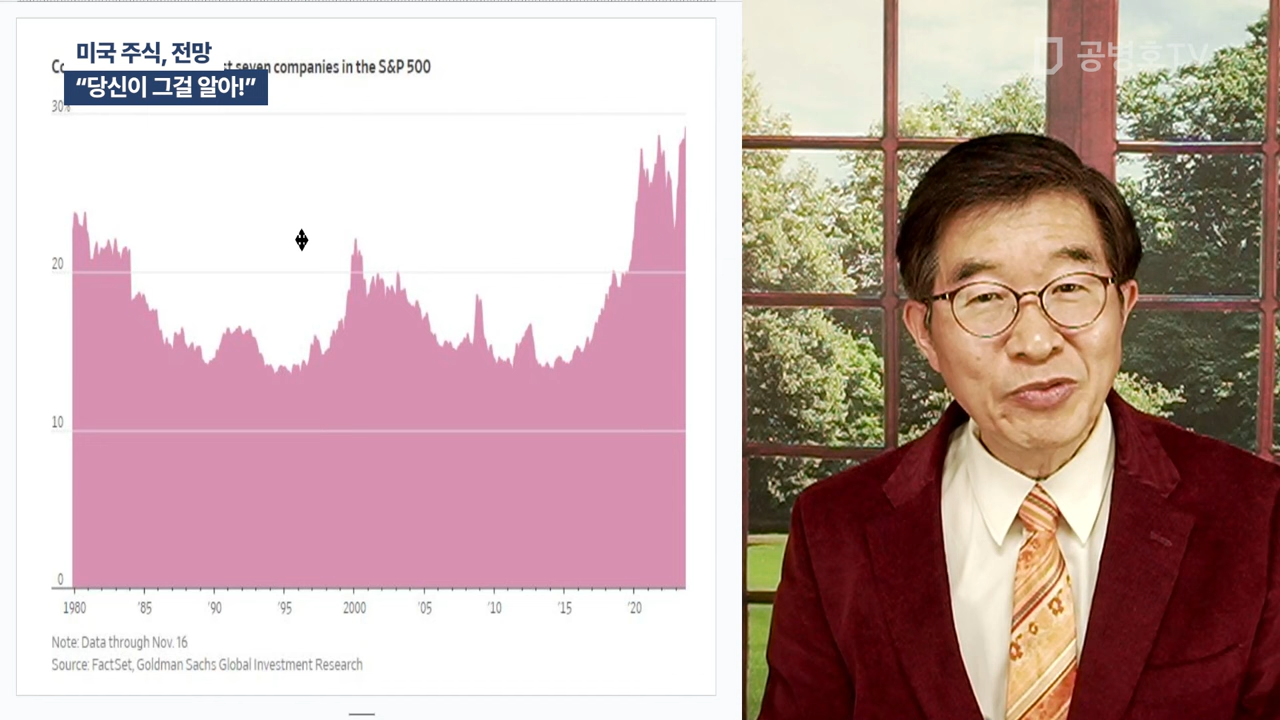 미국 주식, 전망
“당신이 그걸 알아!”
공병호TV
Co st seven companies in the S&P 500
30%
20
10
0
1980 '85 '90 '95 2000 '05 '10 '15 '20
Note: Data through Nov. 16
Source: FactSet, Goldman Sachs Global Investment Research